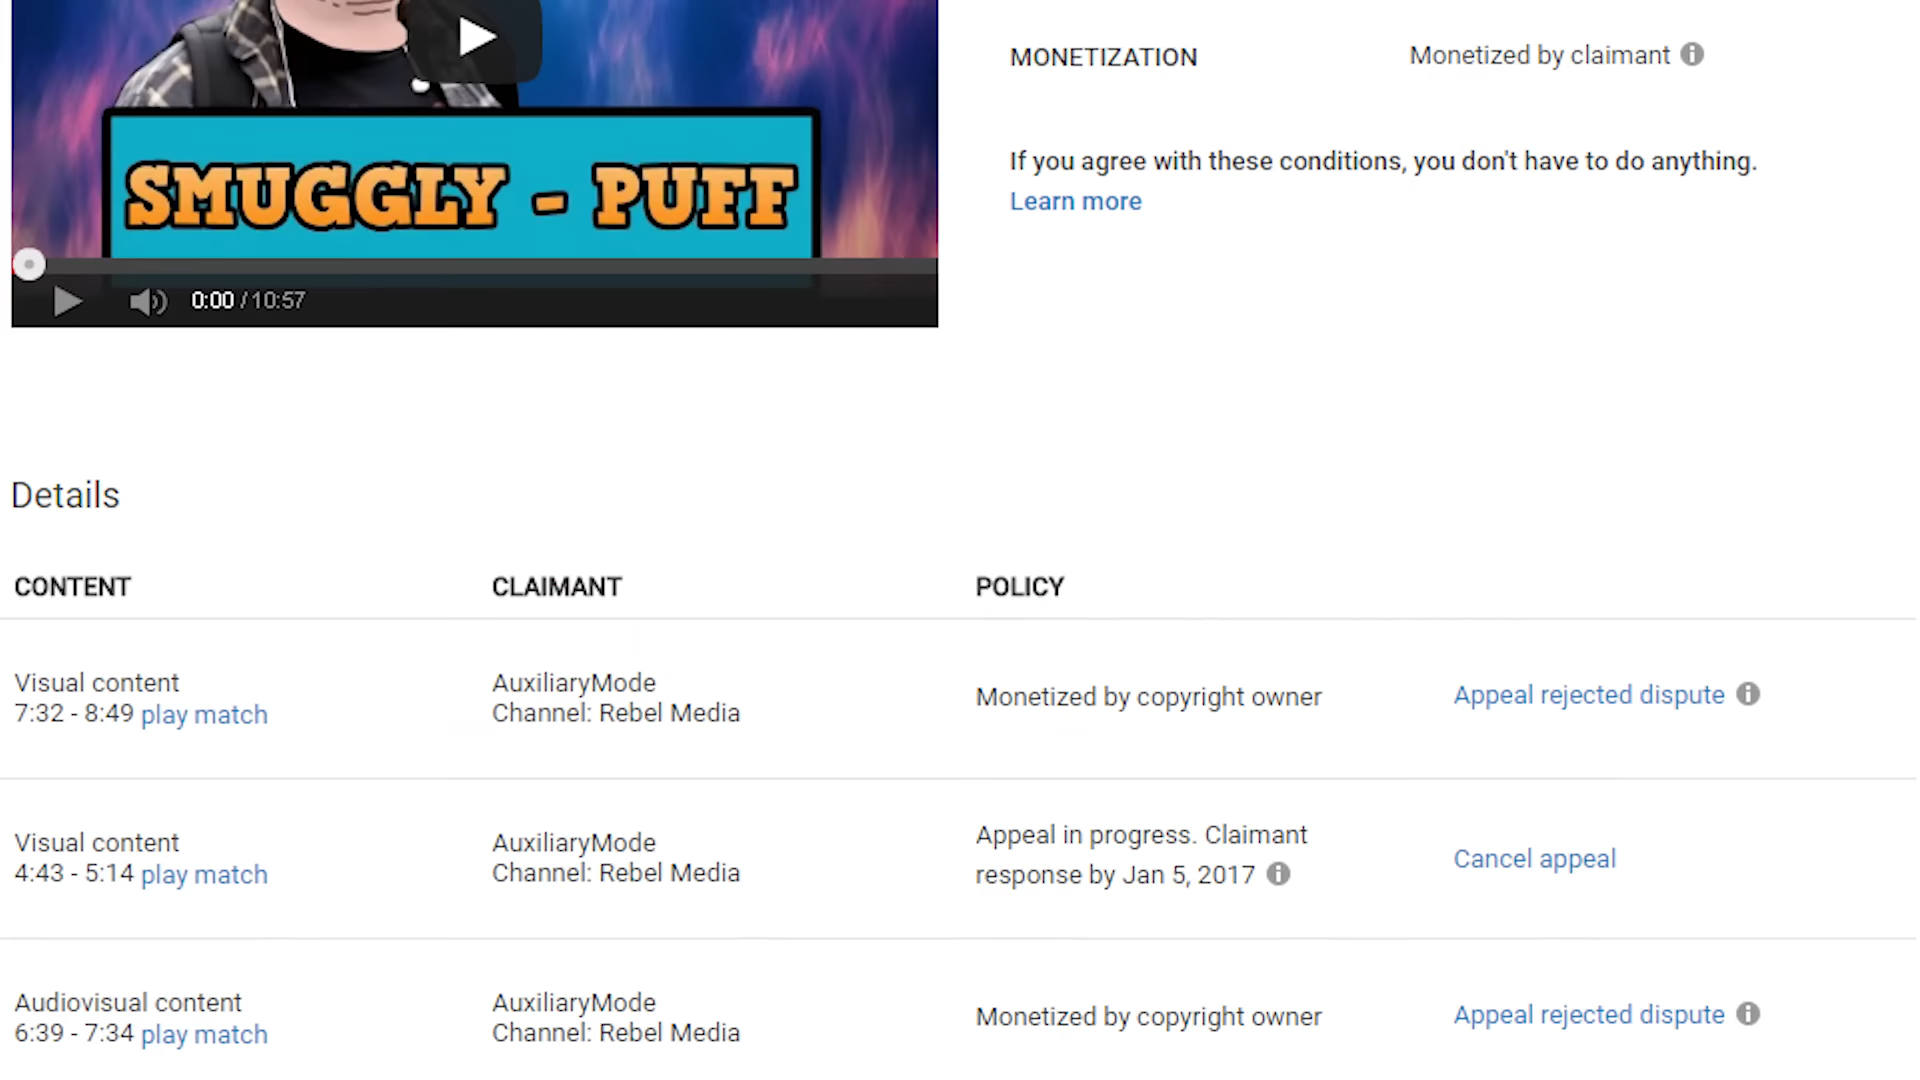 SMUGGLY - PUFF
0:00 / 10:57
MONETIZATION
Monetized by claimant
If you agree with these conditions, you don't have to do anything.
Learn more
Details
CONTENT
CLAIMANT
POLICY
Visual content
7:32 - 8:49 play match
AuxiliaryMode
Channel: Rebel Media
Monetized by copyright owner
Appeal rejected dispute
Visual content
4:43 - 5:14 play match
AuxiliaryMode
Channel: Rebel Media
Appeal in progress. Claimant
response by Jan 5, 2017
Cancel appeal
Audiovisual content
6:39 - 7:34 play match
AuxiliaryMode
Channel: Rebel Media
Monetized by copyright owner
Appeal rejected dispute